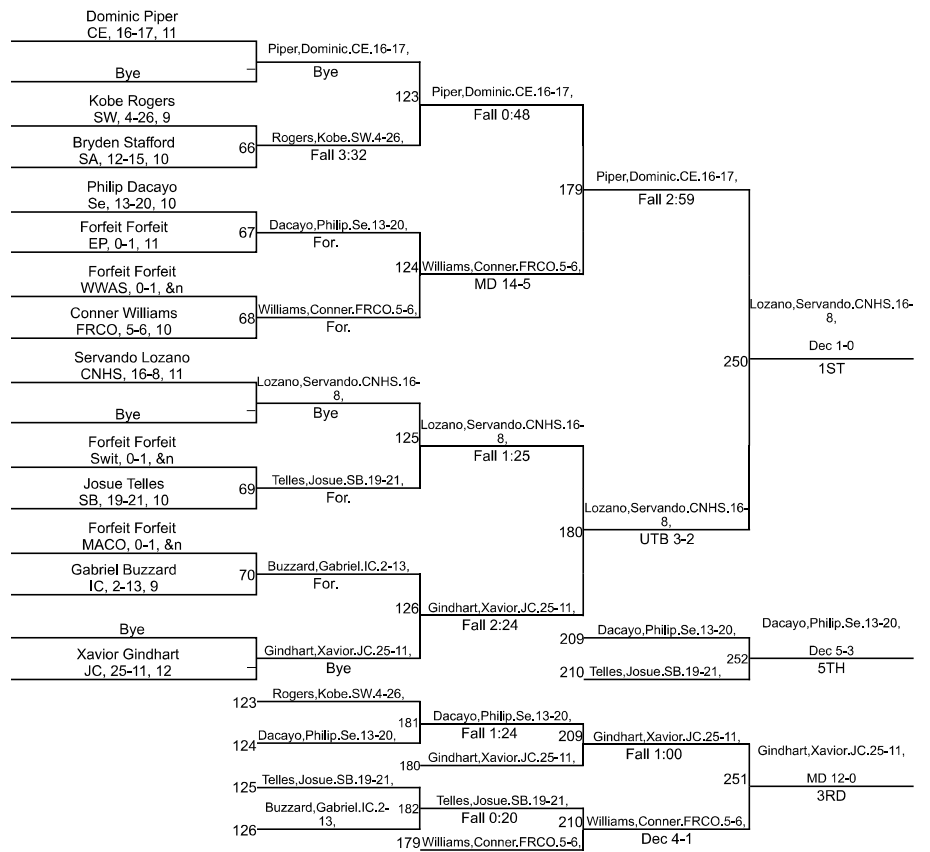 Dominic Piper
CE, 16-17, 11
Bye
Piper,Dominic.CE.16-17,
Bye
Kobe Rogers
SW, 4-26, 9
Bryden Stafford
SA, 12-15, 10
66
Rogers,Kobe.SW.4-26,
Fall 3:32
123
Piper,Dominic.CE.16-17,
Fall 0:48
Philip Dacayo
Se, 13-20, 10
Forfeit Forfeit
EP, 0-1, 11
67
Dacayo,Philip.Se.13-20,
For.
Forfeit Forfeit
WWAS, 0-1, &n
Conner Williams
FRCO, 5-6, 10
68
Williams,Conner.FRCO.5-6,
For.
124
Williams,Conner.FRCO.5-6,
MD 14-5
179
Piper,Dominic.CE.16-17,
Fall 2:59
Servando Lozano
CNHS, 16-8, 11
Bye
Lozano,Servando.CNHS.16-
8,
Bye
Forfeit Forfeit
Swit, 0-1, &n
Josue Telles
SB, 19-21, 10
69
Telles,Josue.SB.19-21,
For.
125
Lozano,Servando.CNHS.16-
8,
Fall 1:25
Forfeit Forfeit
MACO, 0-1, &n
Gabriel Buzzard
IC, 2-13, 9
70
Buzzard,Gabriel.IC.2-13,
For.
Bye
Xavior Gindhart
JC, 25-11, 12
Gindhart,Xavior.JC.25-11,
Bye
126
Gindhart,Xavior.JC.25-11,
Fall 2:24
180
Lozano,Servando.CNHS.16-
8,
UTB 3-2
250
Lozano,Servando.CNHS.16-
8,
Dec 1-0
1ST
209
Dacayo,Philip.Se.13-20,
210
Telles,Josue.SB.19-21,
252
Dacayo,Philip.Se.13-20,
Dec 5-3
5TH
123
Rogers,Kobe.SW.4-26,
124
Dacayo,Philip.Se.13-20,
181
Dacayo,Philip.Se.13-20,
Fall 1:24
180
Gindhart,Xavior.JC.25-11,
209
Gindhart,Xavior.JC.25-11,
Fall 1:00
125
Telles,Josue.SB.19-21,
126
Buzzard,Gabriel.IC.2-
13,
182
Telles,Josue.SB.19-21,
Fall 0:20
179
Williams,Conner.FRCO.5-6,
210
Williams,Conner.FRCO.5-6,
Dec 4-1
251
Gindhart,Xavior.JC.25-11,
MD 12-0
3RD